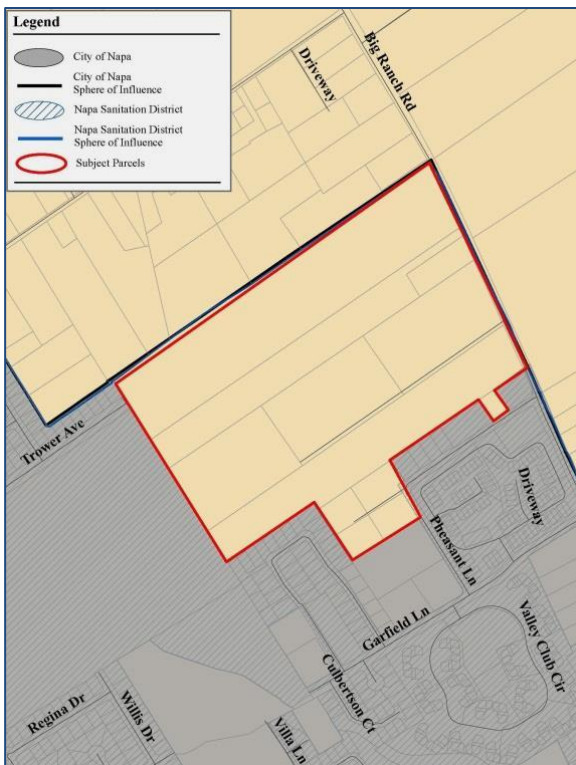 Legend
City of Napa
City of Napa
Sphere of Influence
Napa Sanitation District
Napa Sanitation District
Sphere of Influence
Subject Parcels
Driveway
Big Ranch Rd
Trower Ave
Driveway
Pheasant Ln
Garfield Ln
Valley Club Cir
Culbertson Ct
Regina Dr
Willis Dr
Villa Ln